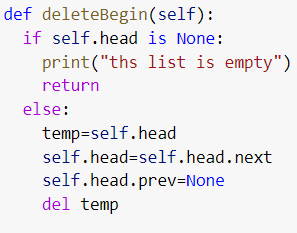 def deleteBegin(self):
  if self.head is None:
    print("ths list is empty")
    return
  else:
    temp=self.head
    self.head=self.head.next
    self.head.prev=None
    del temp